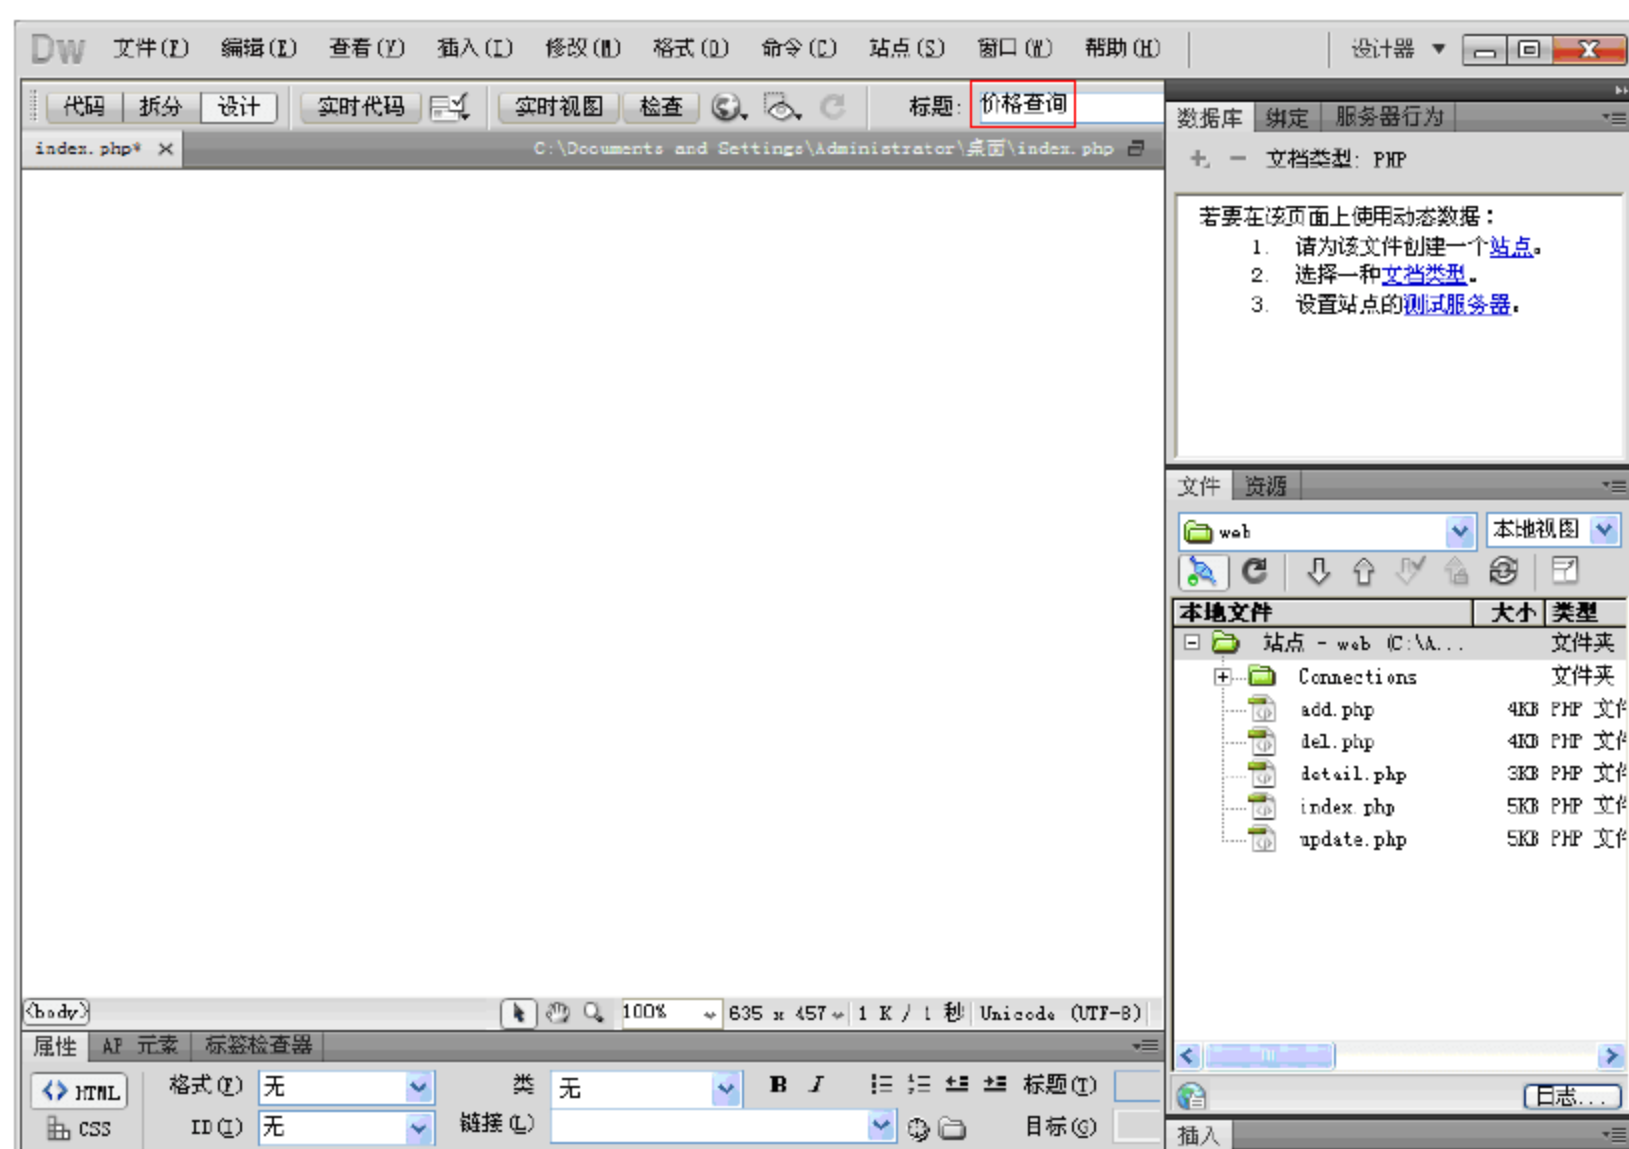 Dw 文件(F) 编辑(E) 查看(V) 插入(I) 修改(M) 格式(O) 命令(C) 站点(S) 窗口(W) 帮助(H) 设计器
代码 拆分 设计 实时代码 实时视图 检查 标题: 价格查询
index.php* C:\Documents and Settings\Administrator\桌面\index.php
数据库 绑定 服务器行为
文档类型: PHP
若要在该页面上使用动态数据：
1. 请为该文件创建一个站点。
2. 选择一种文档类型。
3. 设置站点的测试服务器。
文件 资源
web 本地视图
本地文件 大小 类型
站点 - web (C:\A... 文件夹
Connections 文件夹
add.php 4KB PHP 文件
del.php 4KB PHP 文件
detail.php 3KB PHP 文件
index.php 5KB PHP 文件
update.php 5KB PHP 文件
<body> 100% 635 x 457 1 K / 1 秒 Unicode (UTF-8)
属性 AP 元素 标签检查器
HTML 格式(F) 无 类 无 B I 标题(T)
CSS ID(I) 无 链接(L) 目标(G)
日志...
插入